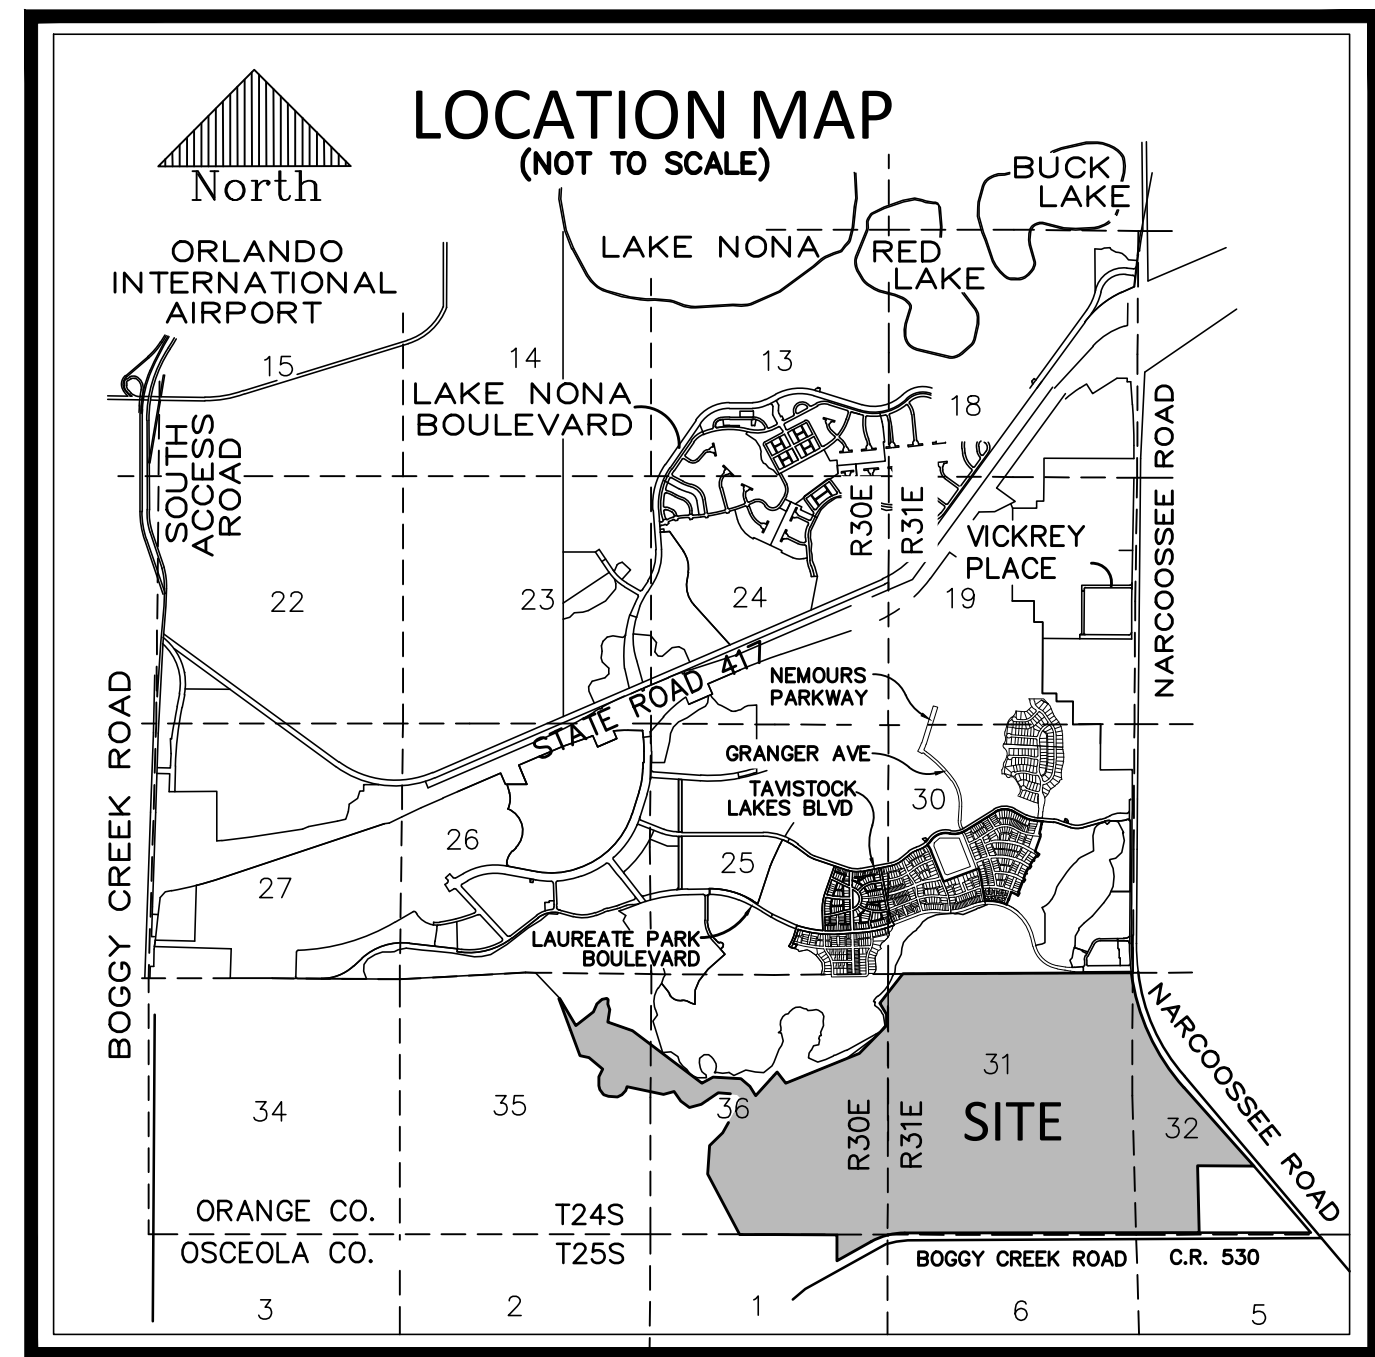 LOCATION MAP
(NOT TO SCALE)
North
BUCK
LAKE
ORLANDO
INTERNATIONAL
AIRPORT
LAKE NONA
RED
LAKE
15
14
13
LAKE NONA
BOULEVARD
18
SOUTH
ACCESS
ROAD
NARCOOSSEE ROAD
R30E
R31E
VICKREY
PLACE
22
23
24
19
STATE ROAD 417
NEMOURS
PARKWAY
BOGGY CREEK ROAD
GRANGER AVE
TAVISTOCK
LAKES BLVD
30
26
25
27
LAUREATE PARK
BOULEVARD
NARCOOSSEE ROAD
31
34
35
36
R30E
R31E
SITE
32
ORANGE CO.
T24S
OSCEOLA CO.
T25S
BOGGY CREEK ROAD
C.R. 530
3
2
1
6
5